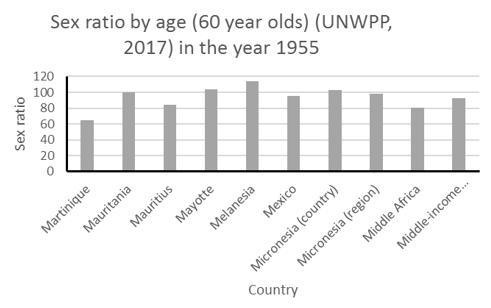 Sex ratio by age (60 year olds) (UNWPP,
2017) in the year 1955
Sex ratio
120
100
80
60
40
20
0
Martinique
Mauritania
Mauritius
Mayotte
Melanesia
Mexico
Micronesia (country)
Micronesia (region)
Middle Africa
Middle-income...
Country